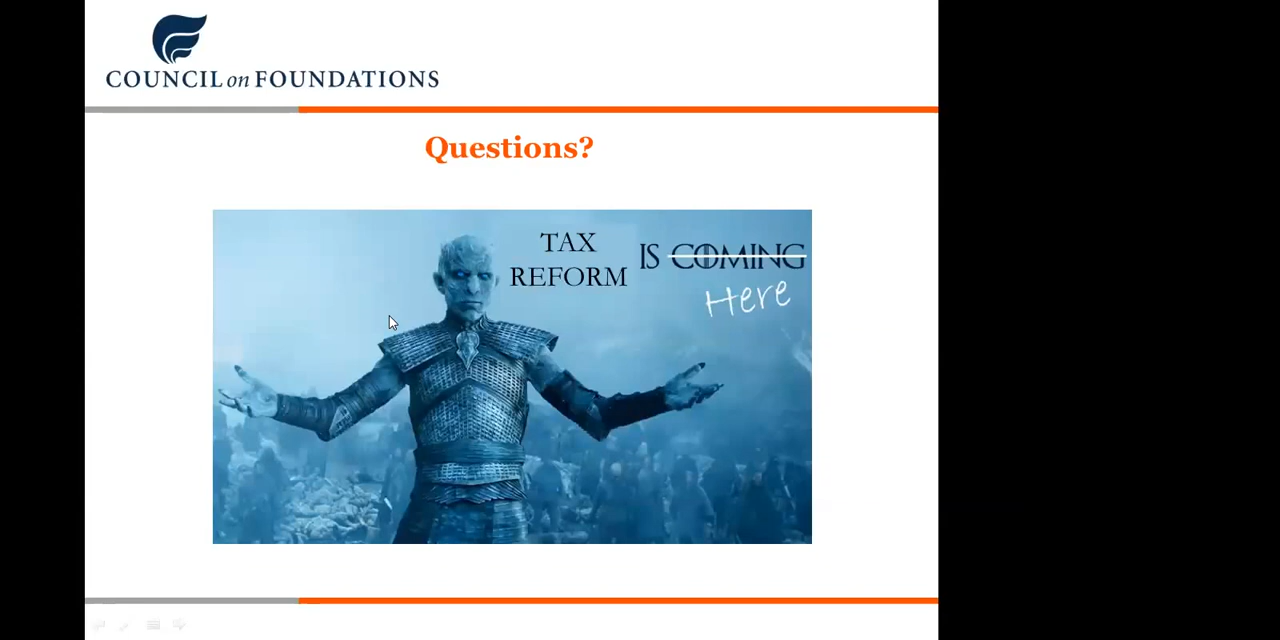 COUNCIL on FOUNDATIONS
Questions?
TAX
REFORM
IS COMING
Here